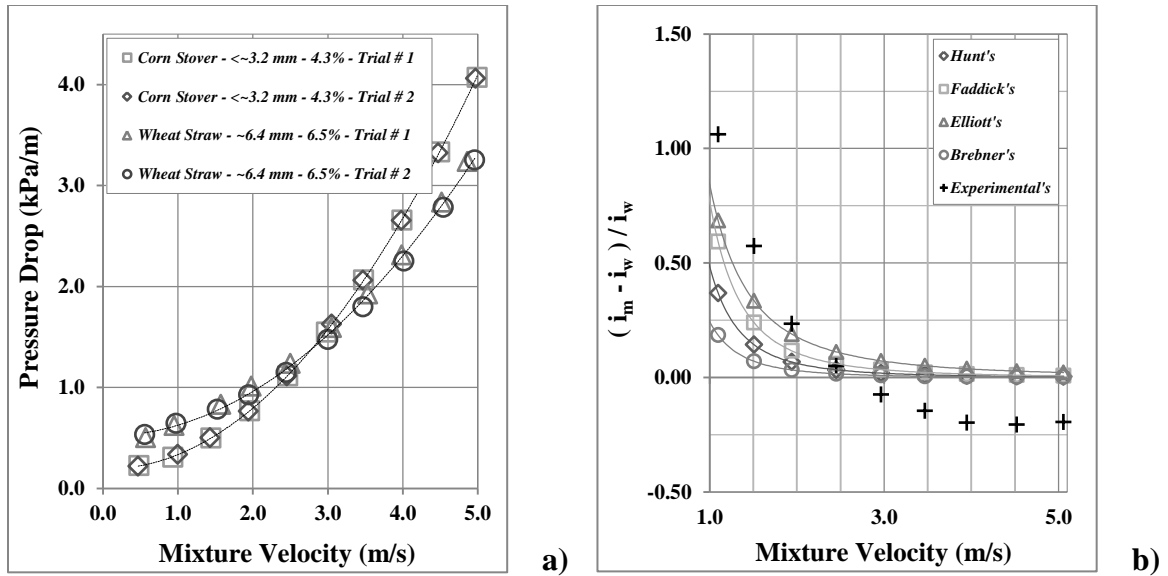 Corn Stover - <~3.2 mm - 4.3% - Trial # 1
Corn Stover - <~3.2 mm - 4.3% - Trial # 2
Wheat Straw - ~6.4 mm - 6.5% - Trial # 1
Wheat Straw - ~6.4 mm - 6.5% - Trial # 2
Pressure Drop (kPa/m)
4.0
3.0
2.0
1.0
0.0
0.0 1.0 2.0 3.0 4.0 5.0
Mixture Velocity (m/s)
a)
1.50
1.00
0.50
0.00
-0.50
( i_m - i_w ) / i_w
Hunt's
Faddick's
Elliott's
Brebner's
Experimental's
1.0 3.0 5.0
Mixture Velocity (m/s)
b)